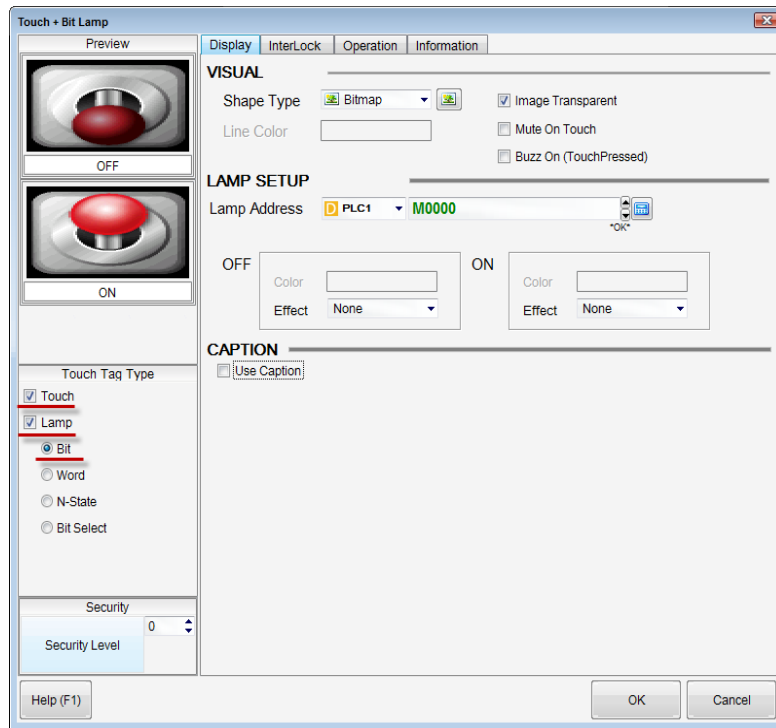 Touch + Bit Lamp
Preview
OFF
ON
Touch Tag Type
Touch
Lamp
Bit
Word
N-State
Bit Select
Security
Security Level
0
Display InterLock Operation Information
VISUAL
Shape Type Bitmap Image Transparent
Line Color Mute On Touch
Buzz On (TouchPressed)
LAMP SETUP
Lamp Address D PLC1 M0000
*OK*
OFF ON
Color Color
Effect None Effect None
CAPTION
Use Caption
Help (F1) OK Cancel